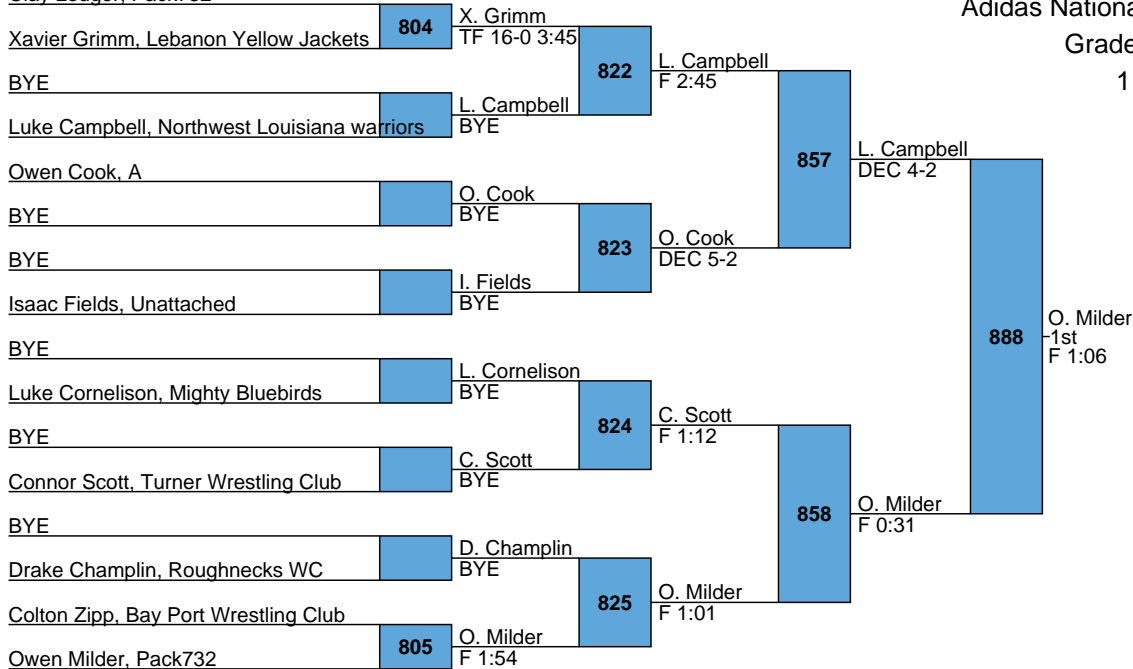 Xavier Grimm, Lebanon Yellow Jackets
804
X. Grimm
TF 16-0 3:45
BYE
Luke Campbell, Northwest Louisiana warriors
L. Campbell
BYE
822
L. Campbell
F 2:45
Owen Cook, A
BYE
O. Cook
BYE
BYE
Isaac Fields, Unattached
I. Fields
BYE
823
O. Cook
DEC 5-2
857
L. Campbell
DEC 4-2
BYE
Luke Cornelison, Mighty Bluebirds
L. Cornelison
BYE
BYE
Connor Scott, Turner Wrestling Club
C. Scott
BYE
824
C. Scott
F 1:12
BYE
Drake Champlin, Roughnecks WC
D. Champlin
BYE
Colton Zipp, Bay Port Wrestling Club
Owen Milder, Pack732
805
O. Milder
F 1:54
825
O. Milder
F 1:01
858
O. Milder
F 0:31
888
O. Milder
1st
F 1:06
Adidas Nationa
Grade
1